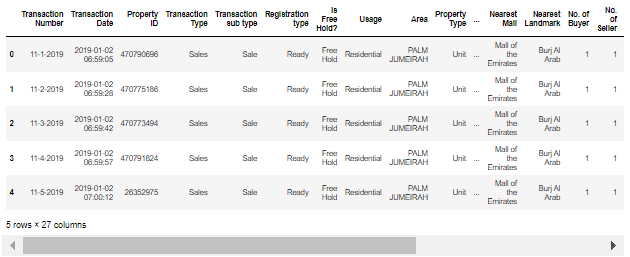 Transaction Number Transaction Date Property ID Transaction Type Transaction sub type Registration type Is Free Hold? Usage Area Property Type ... Nearest Mall Nearest Landmark No. of Buyer No. of Seller
0 11-1-2019 2019-01-02 06:59:05 470790696 Sales Sale Ready Free Hold Residential PALM JUMEIRAH Unit ... Mall of the Emirates Burj Al Arab 1 1
1 11-2-2019 2019-01-02 06:59:28 470775186 Sales Sale Ready Free Hold Residential PALM JUMEIRAH Unit ... Mall of the Emirates Burj Al Arab 1 1
2 11-3-2019 2019-01-02 06:59:42 470773494 Sales Sale Ready Free Hold Residential PALM JUMEIRAH Unit ... Mall of the Emirates Burj Al Arab 1 1
3 11-4-2019 2019-01-02 06:59:57 470791824 Sales Sale Ready Free Hold Residential PALM JUMEIRAH Unit ... Mall of the Emirates Burj Al Arab 1 1
4 11-5-2019 2019-01-02 07:00:12 26352975 Sales Sale Ready Free Hold Residential PALM JUMEIRAH Unit ... Mall of the Emirates Burj Al Arab 1 1
5 rows × 27 columns